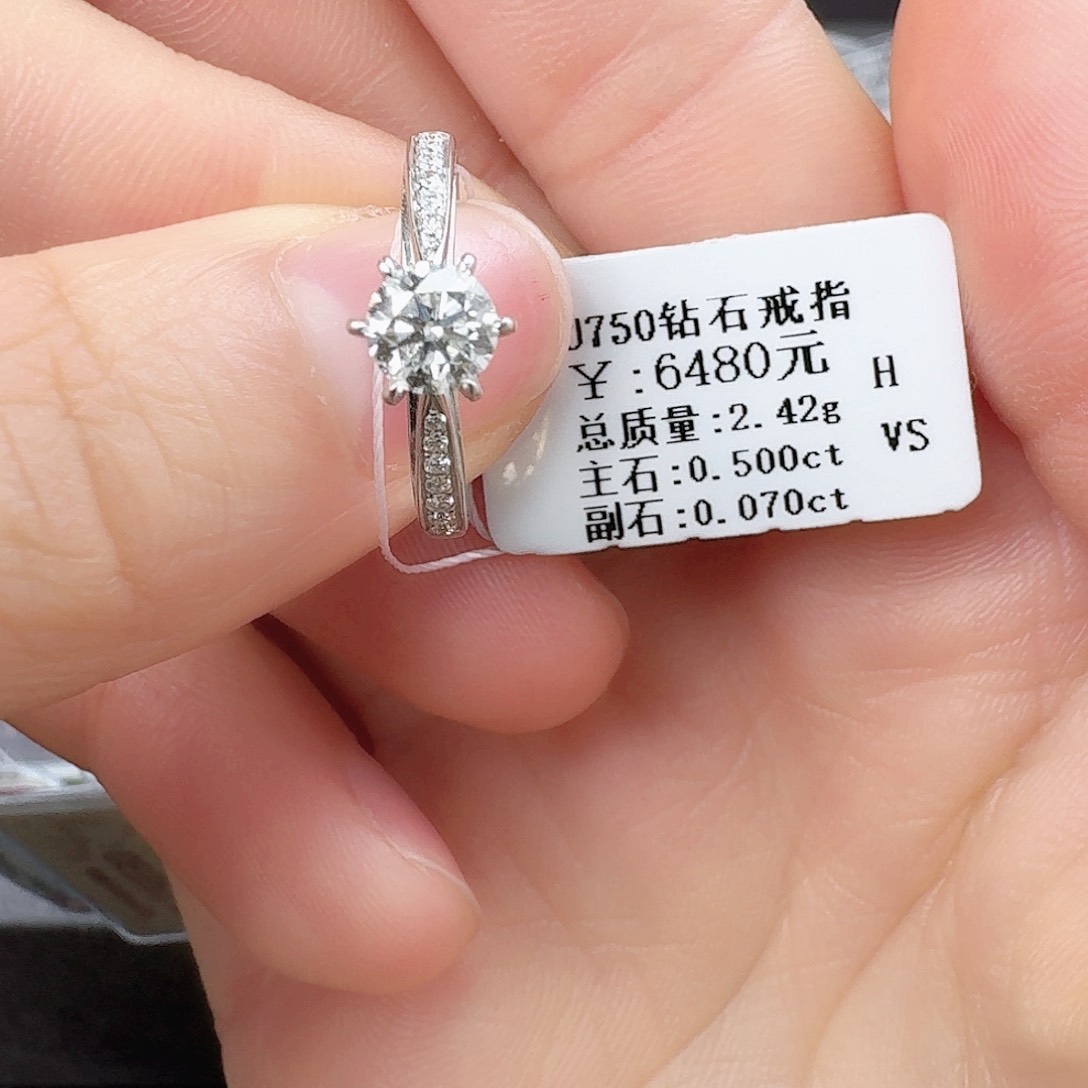 U750钻石戒指
¥:6480元
H
总质量:2.42g
VS
主石:0.500ct
副石:0.070ct